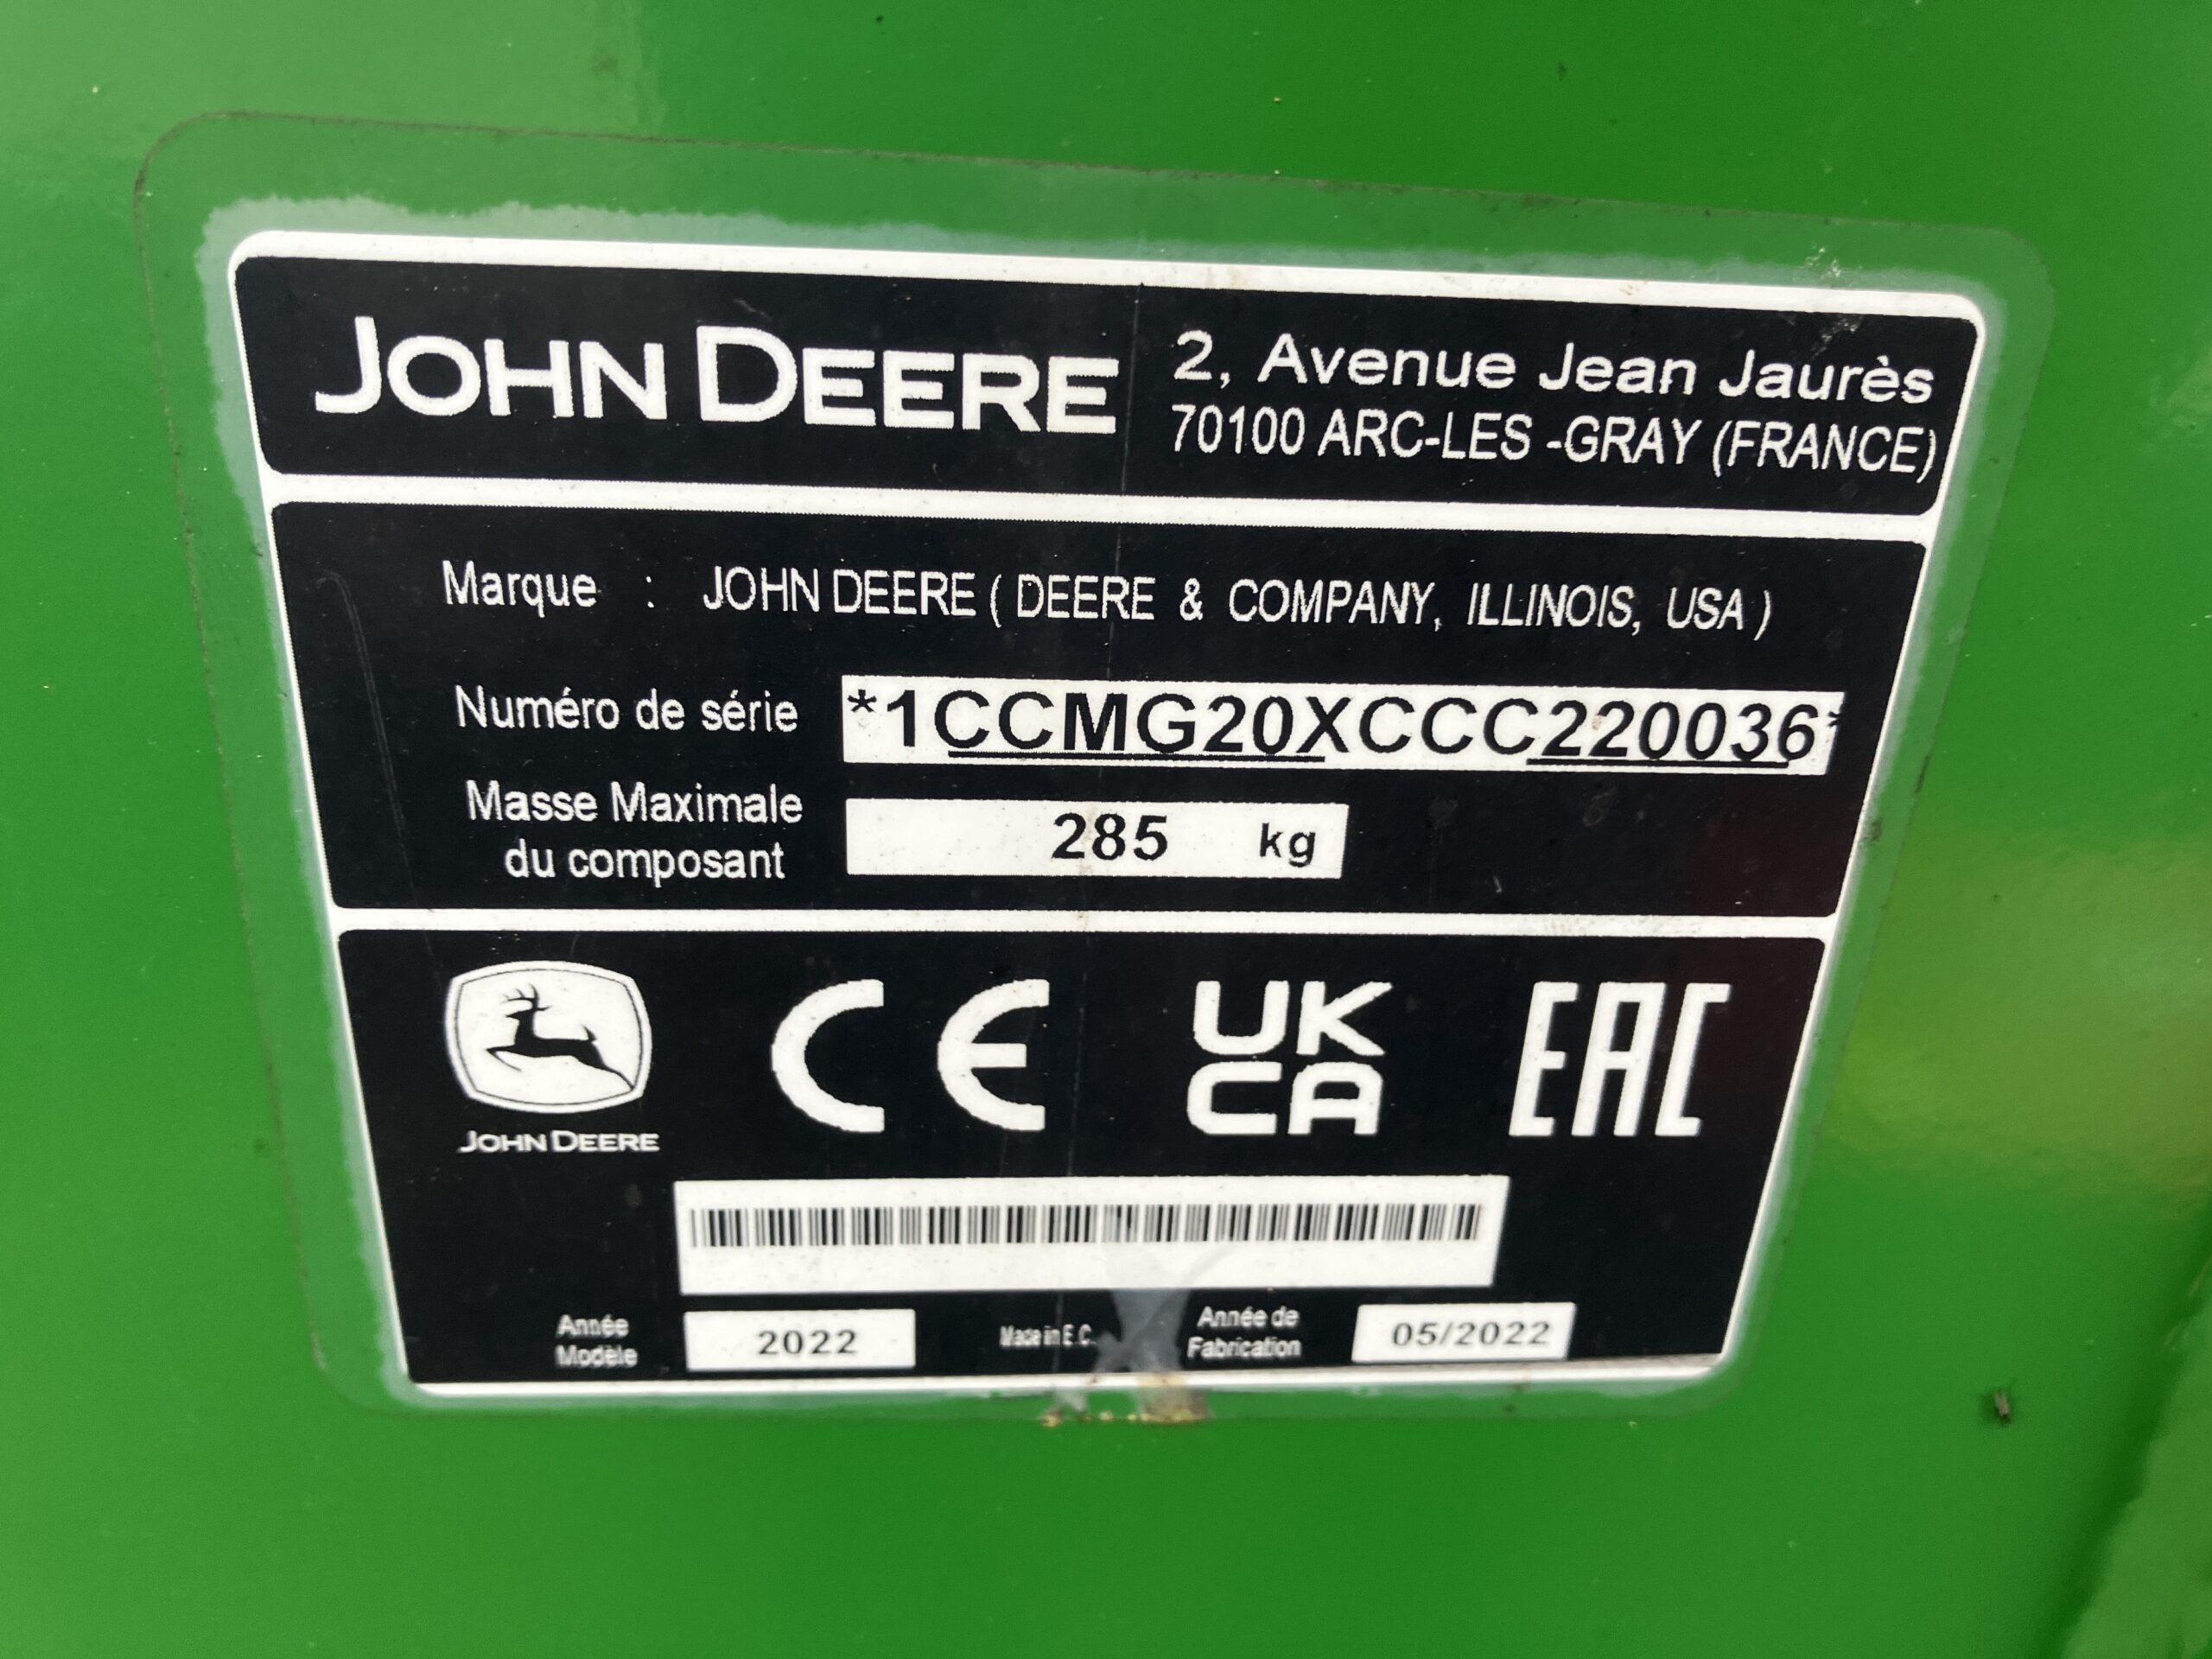 JOHN DEERE
2, Avenue Jean Jaurès
70100 ARC-LES -GRAY (FRANCE)
Marque : JOHN DEERE ( DEERE & COMPANY, ILLINOIS, USA )
Numéro de série *1CCMG20XCCC220036*
Masse Maximale
du composant 285 kg
CE UK
CA EAC
JOHN DEERE
Année
Modèle 2022 Made in E.C. Année de
Fabrication 05/2022